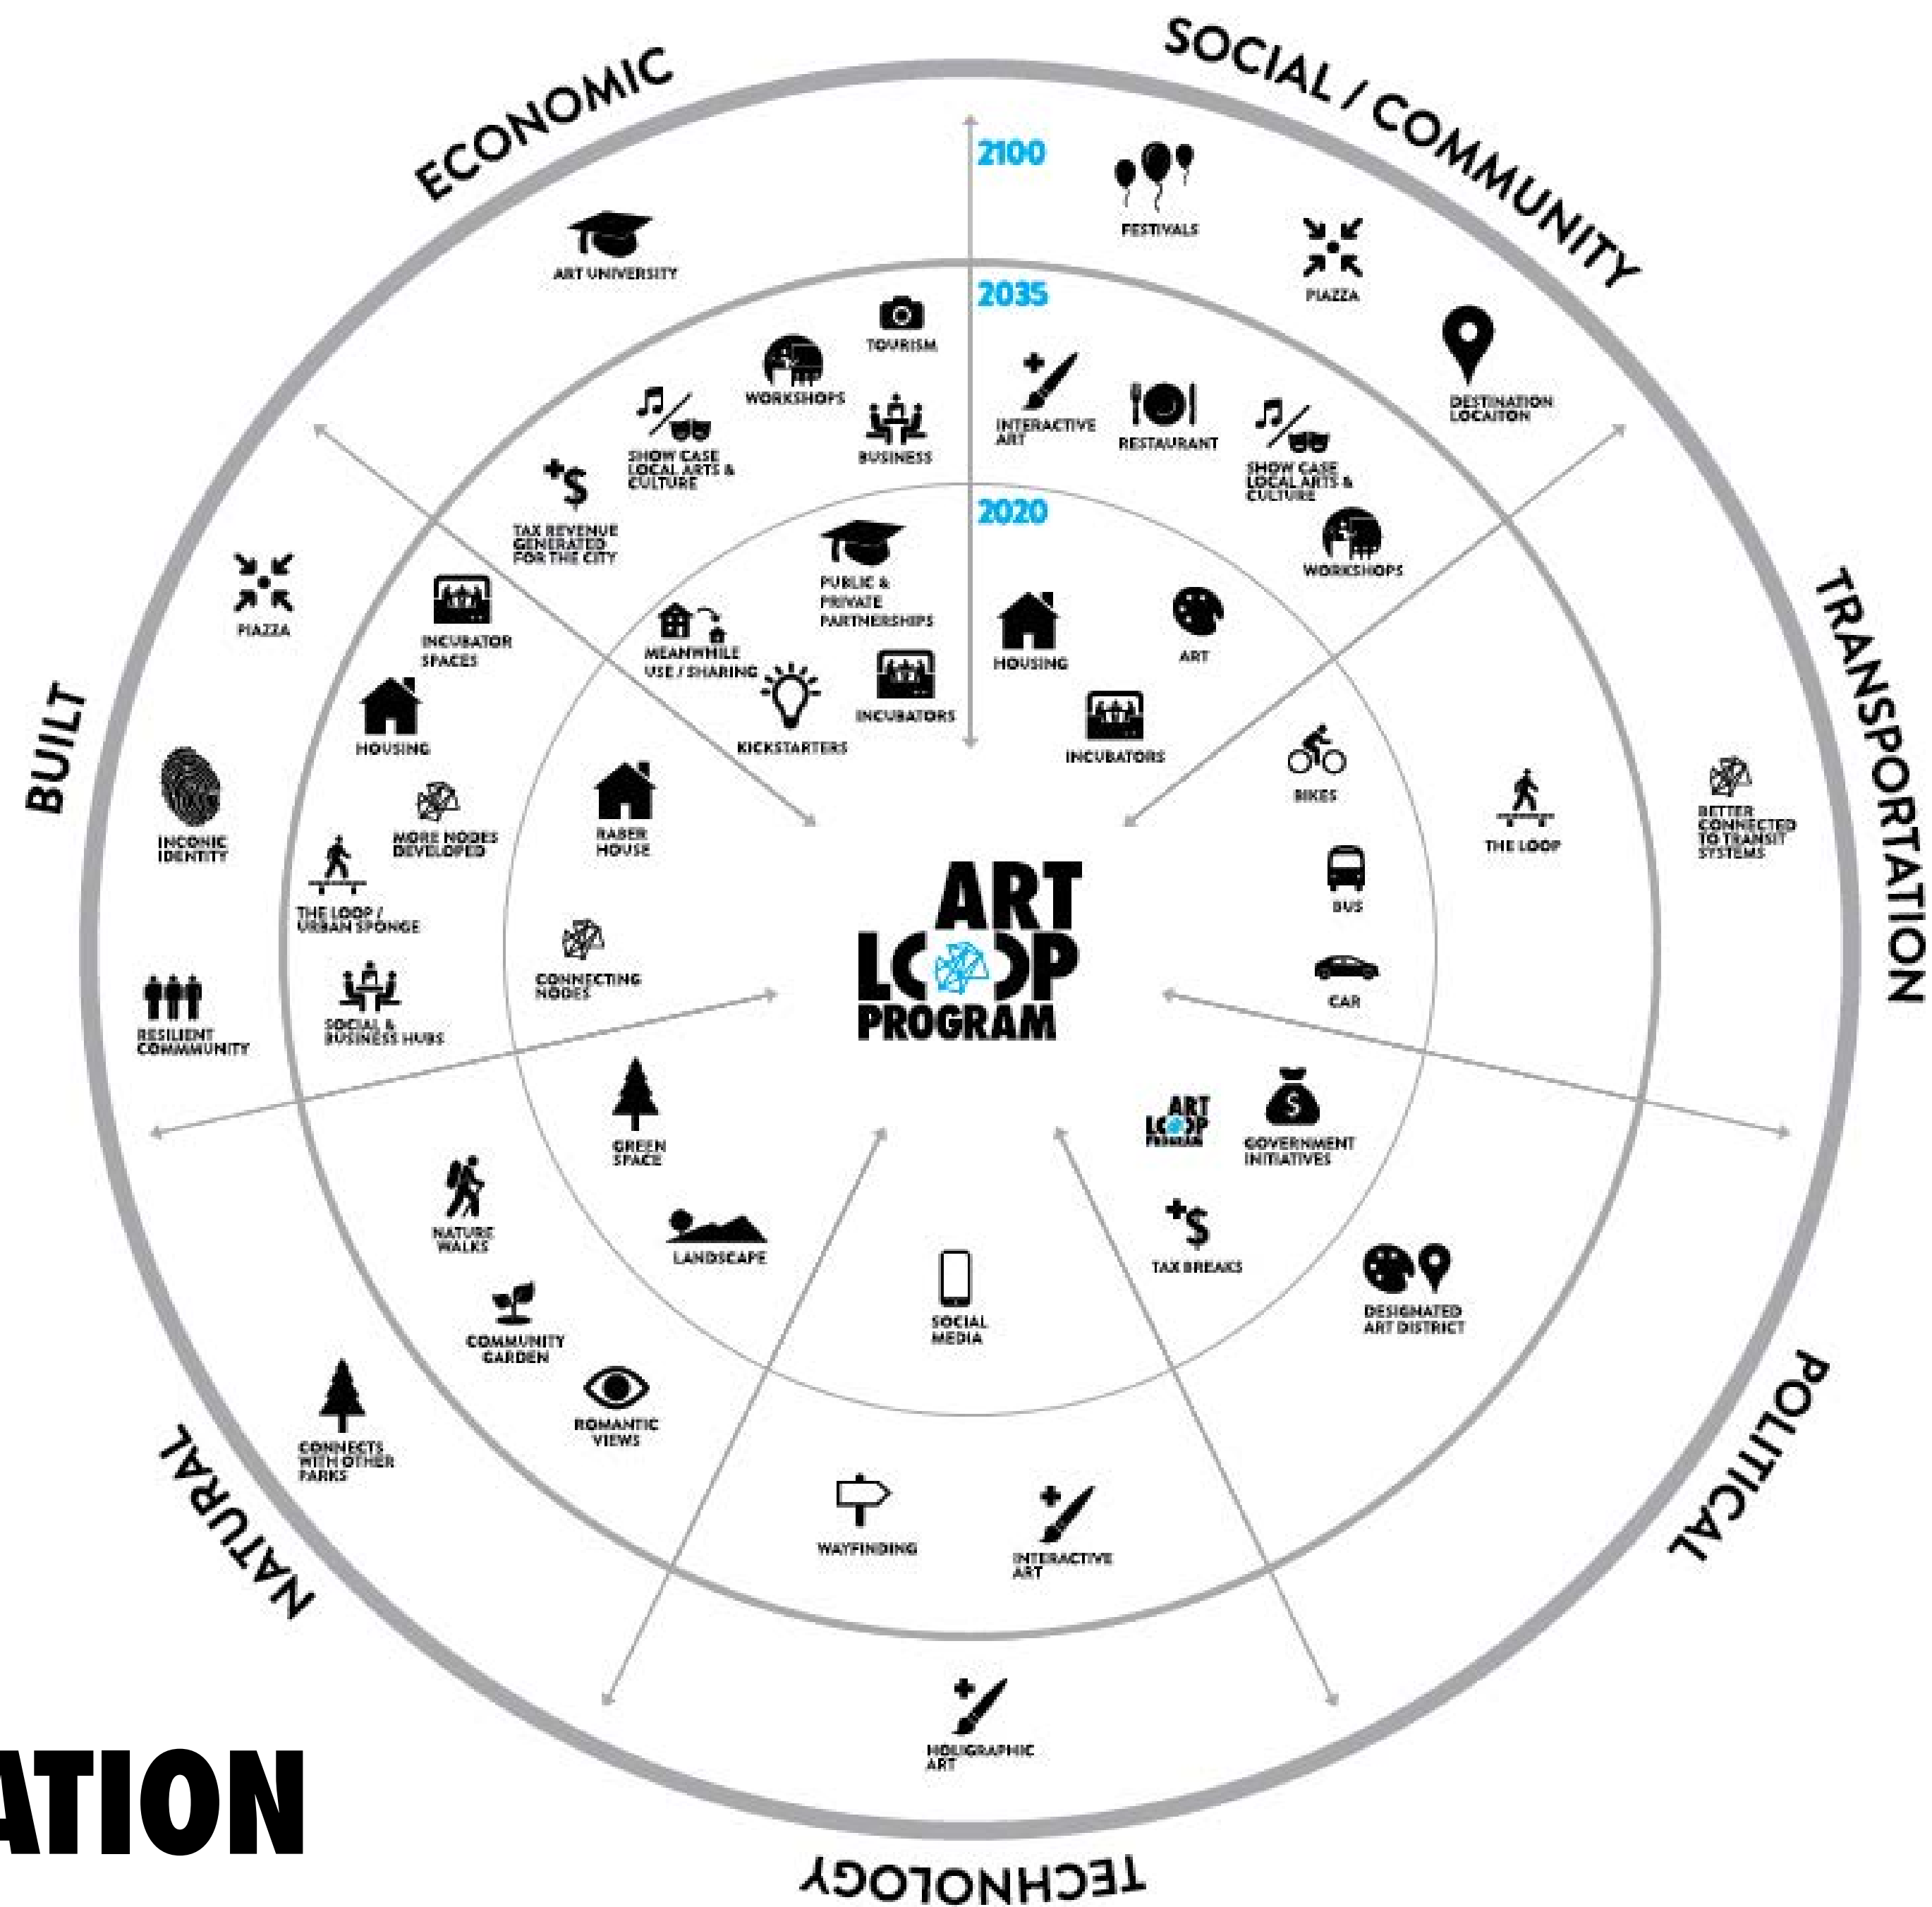 ECONOMIC
SOCIAL / COMMUNITY
TRANSPORTATION
POLITICAL
TECHNOLOGY
NATURAL
BUILT
2100
2035
2020
ART UNIVERSITY
TOURISM
WORKSHOPS
BUSINESS
SHOW CASE
LOCAL ARTS &
CULTURE
TAX REVENUE
GENERATED
FOR THE CITY
PUBLIC &
PRIVATE
PARTNERSHIPS
MEANWHILE
USE / SHARING
KICKSTARTERS
INCUBATORS
FESTIVALS
PIAZZA
DESTINATION
LOCAITON
INTERACTIVE
ART
RESTAURANT
SHOW CASE
LOCAL ARTS &
CULTURE
WORKSHOPS
HOUSING
ART
INCUBATORS
BIKES
BUS
CAR
THE LOOP
BETTER
CONNECTED
TO TRANSIT
SYSTEMS
ART
LOOP
PROGRAM
ART
LOOP
PROGRAM
GOVERNMENT
INITIATIVES
TAX BREAKS
DESIGNATED
ART DISTRICT
SOCIAL
MEDIA
WAYFINDING
INTERACTIVE
ART
HOLIGRAPHIC
ART
GREEN
SPACE
LANDSCAPE
NATURE
WALKS
COMMUNITY
GARDEN
ROMANTIC
VIEWS
CONNECTS
WITH OTHER
PARKS
PIAZZA
INCUBATOR
SPACES
HOUSING
INCONIC
IDENTITY
MORE NODES
DEVELOPED
THE LOOP /
URBAN SPONGE
RESILIENT
COMMMUNITY
SOCIAL &
BUSINESS HUBS
RABER
HOUSE
CONNECTING
NODES
ATION